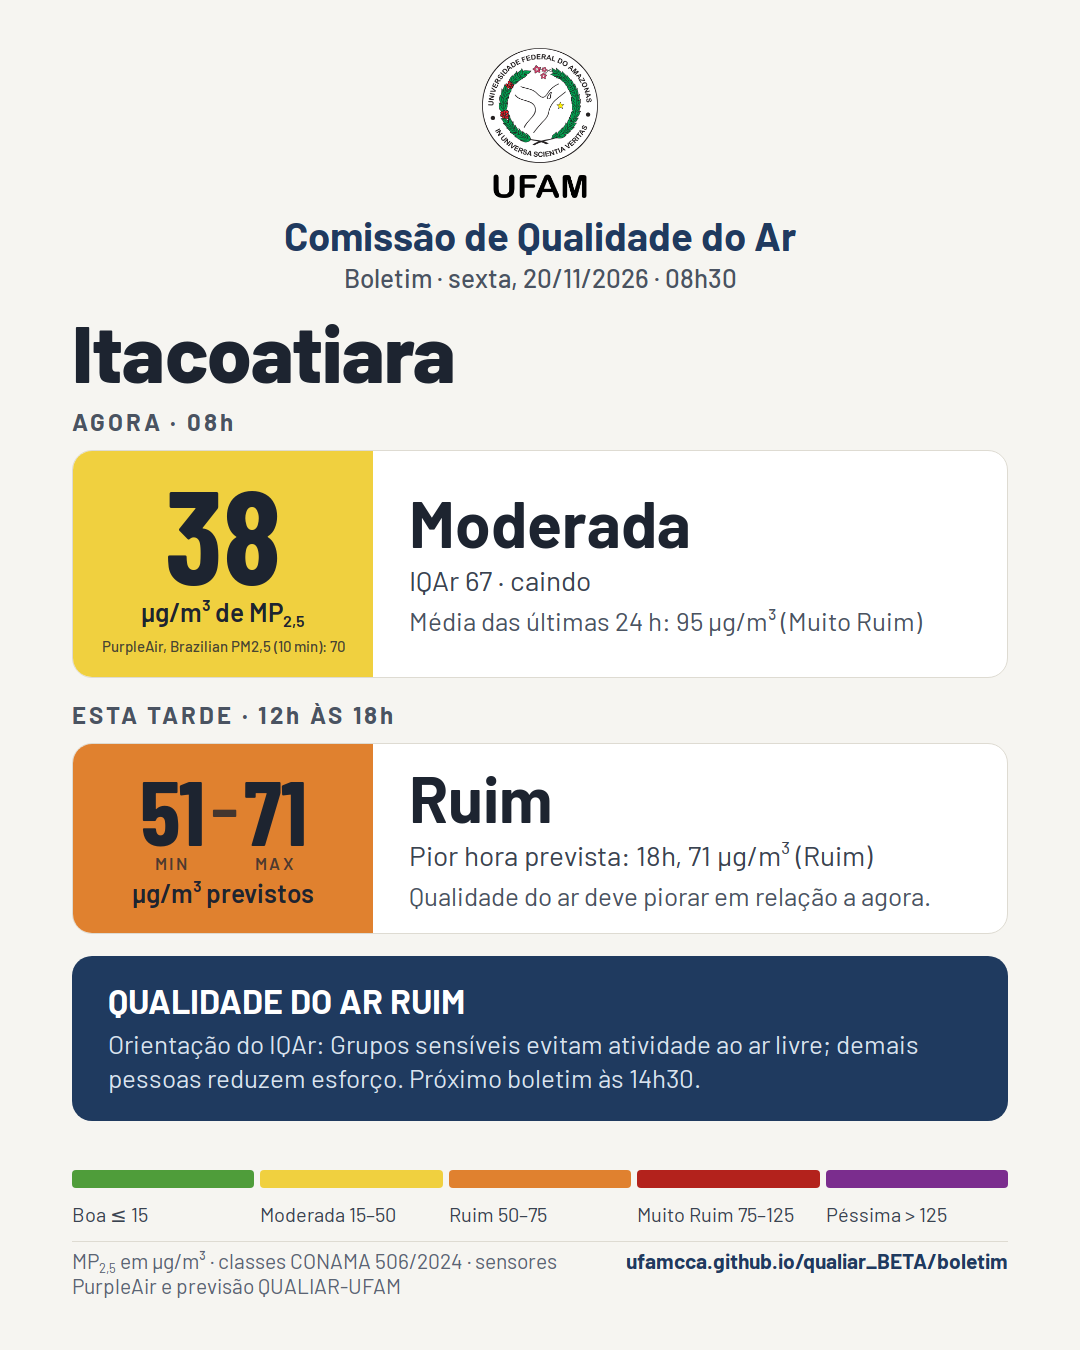 UNIVERSIDADE FEDERAL DO AMAZONAS
IN UNIVERSA SCIENTIA VERITAS
UFAM
Comissão de Qualidade do Ar
Boletim · sexta, 20/11/2026 · 08h30
Itacoatiara
AGORA · 08h
38
µg/m³ de MP2,5
PurpleAir, Brazilian PM2,5 (10 min): 70
Moderada
IQAr 67 · caindo
Média das últimas 24 h: 95 µg/m³ (Muito Ruim)
ESTA TARDE · 12h ÀS 18h
51–71
MIN MAX
µg/m³ previstos
Ruim
Pior hora prevista: 18h, 71 µg/m³ (Ruim)
Qualidade do ar deve piorar em relação a agora.
QUALIDADE DO AR RUIM
Orientação do IQAr: Grupos sensíveis evitam atividade ao ar livre; demais
pessoas reduzem esforço. Próximo boletim às 14h30.
Boa ≤ 15 Moderada 15–50 Ruim 50–75 Muito Ruim 75–125 Péssima > 125
MP2,5 em µg/m³ · classes CONAMA 506/2024 · sensores
PurpleAir e previsão QUALIAR-UFAM
ufamcca.github.io/qualiar_BETA/boletim